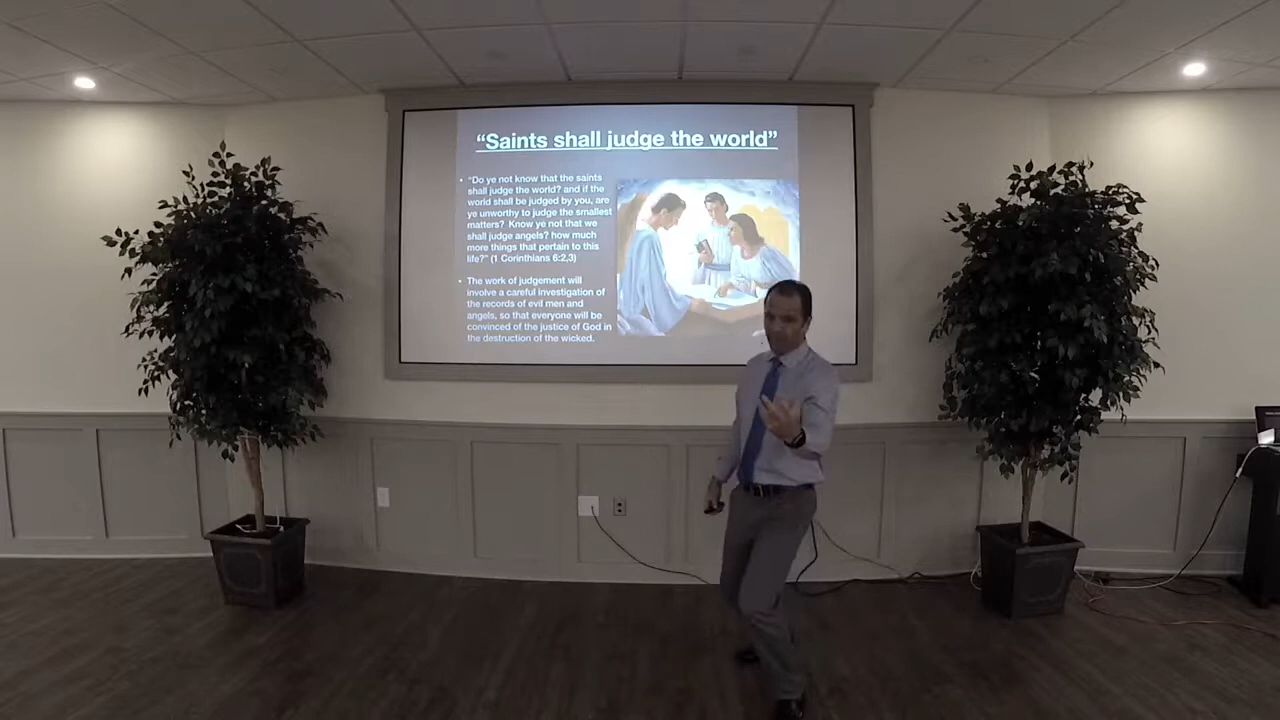 “Saints shall judge the world”
• “Do ye not know that the saints
shall judge the world? and if the
world shall be judged by you, are
ye unworthy to judge the smallest
matters? Know ye not that we
shall judge angels? how much
more things that pertain to this
life?” (1 Corinthians 6:2,3)
• The work of judgement will
involve a careful investigation of
the records of evil men and
angels, so that everyone will be
convinced of the justice of God in
the destruction of the wicked.